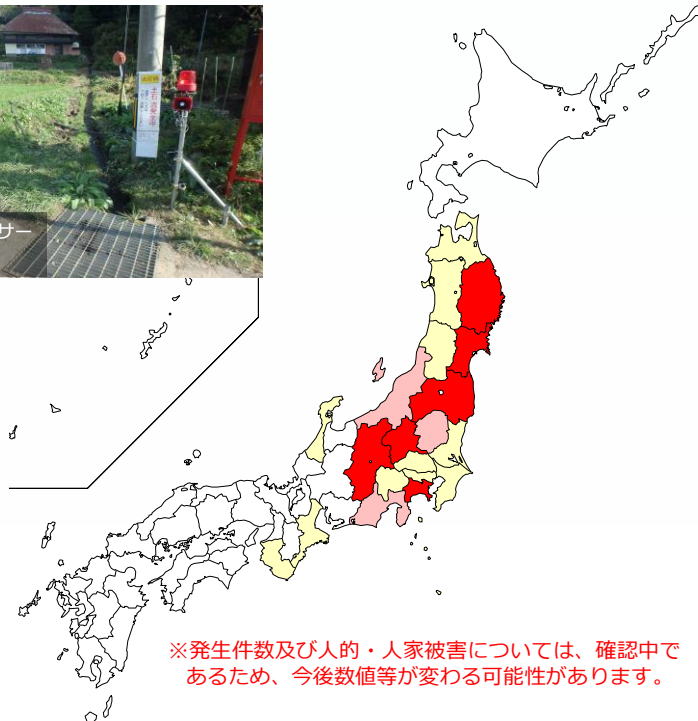 サー
※発生件数及び人的・人家被害については、確認中で
あるため、今後数値等が変わる可能性があります。